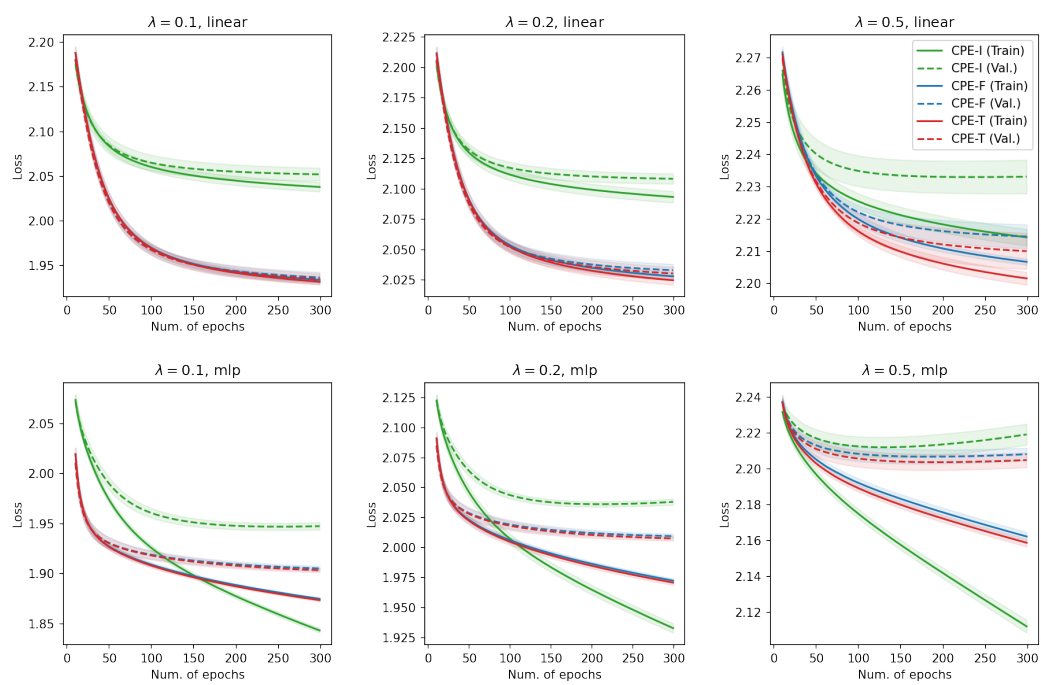 λ = 0.1, linear
Loss
2.20
2.15
2.10
2.05
2.00
1.95
0 50 100 150 200 250 300
Num. of epochs
λ = 0.2, linear
Loss
2.225
2.200
2.175
2.150
2.125
2.100
2.075
2.050
2.025
0 50 100 150 200 250 300
Num. of epochs
λ = 0.5, linear
Loss
2.27
2.26
2.25
2.24
2.23
2.22
2.21
2.20
0 50 100 150 200 250 300
Num. of epochs
CPE-I (Train)
CPE-I (Val.)
CPE-F (Train)
CPE-F (Val.)
CPE-T (Train)
CPE-T (Val.)
λ = 0.1, mlp
Loss
2.05
2.00
1.95
1.90
1.85
0 50 100 150 200 250 300
Num. of epochs
λ = 0.2, mlp
Loss
2.125
2.100
2.075
2.050
2.025
2.000
1.975
1.950
1.925
0 50 100 150 200 250 300
Num. of epochs
λ = 0.5, mlp
Loss
2.24
2.22
2.20
2.18
2.16
2.14
2.12
0 50 100 150 200 250 300
Num. of epochs